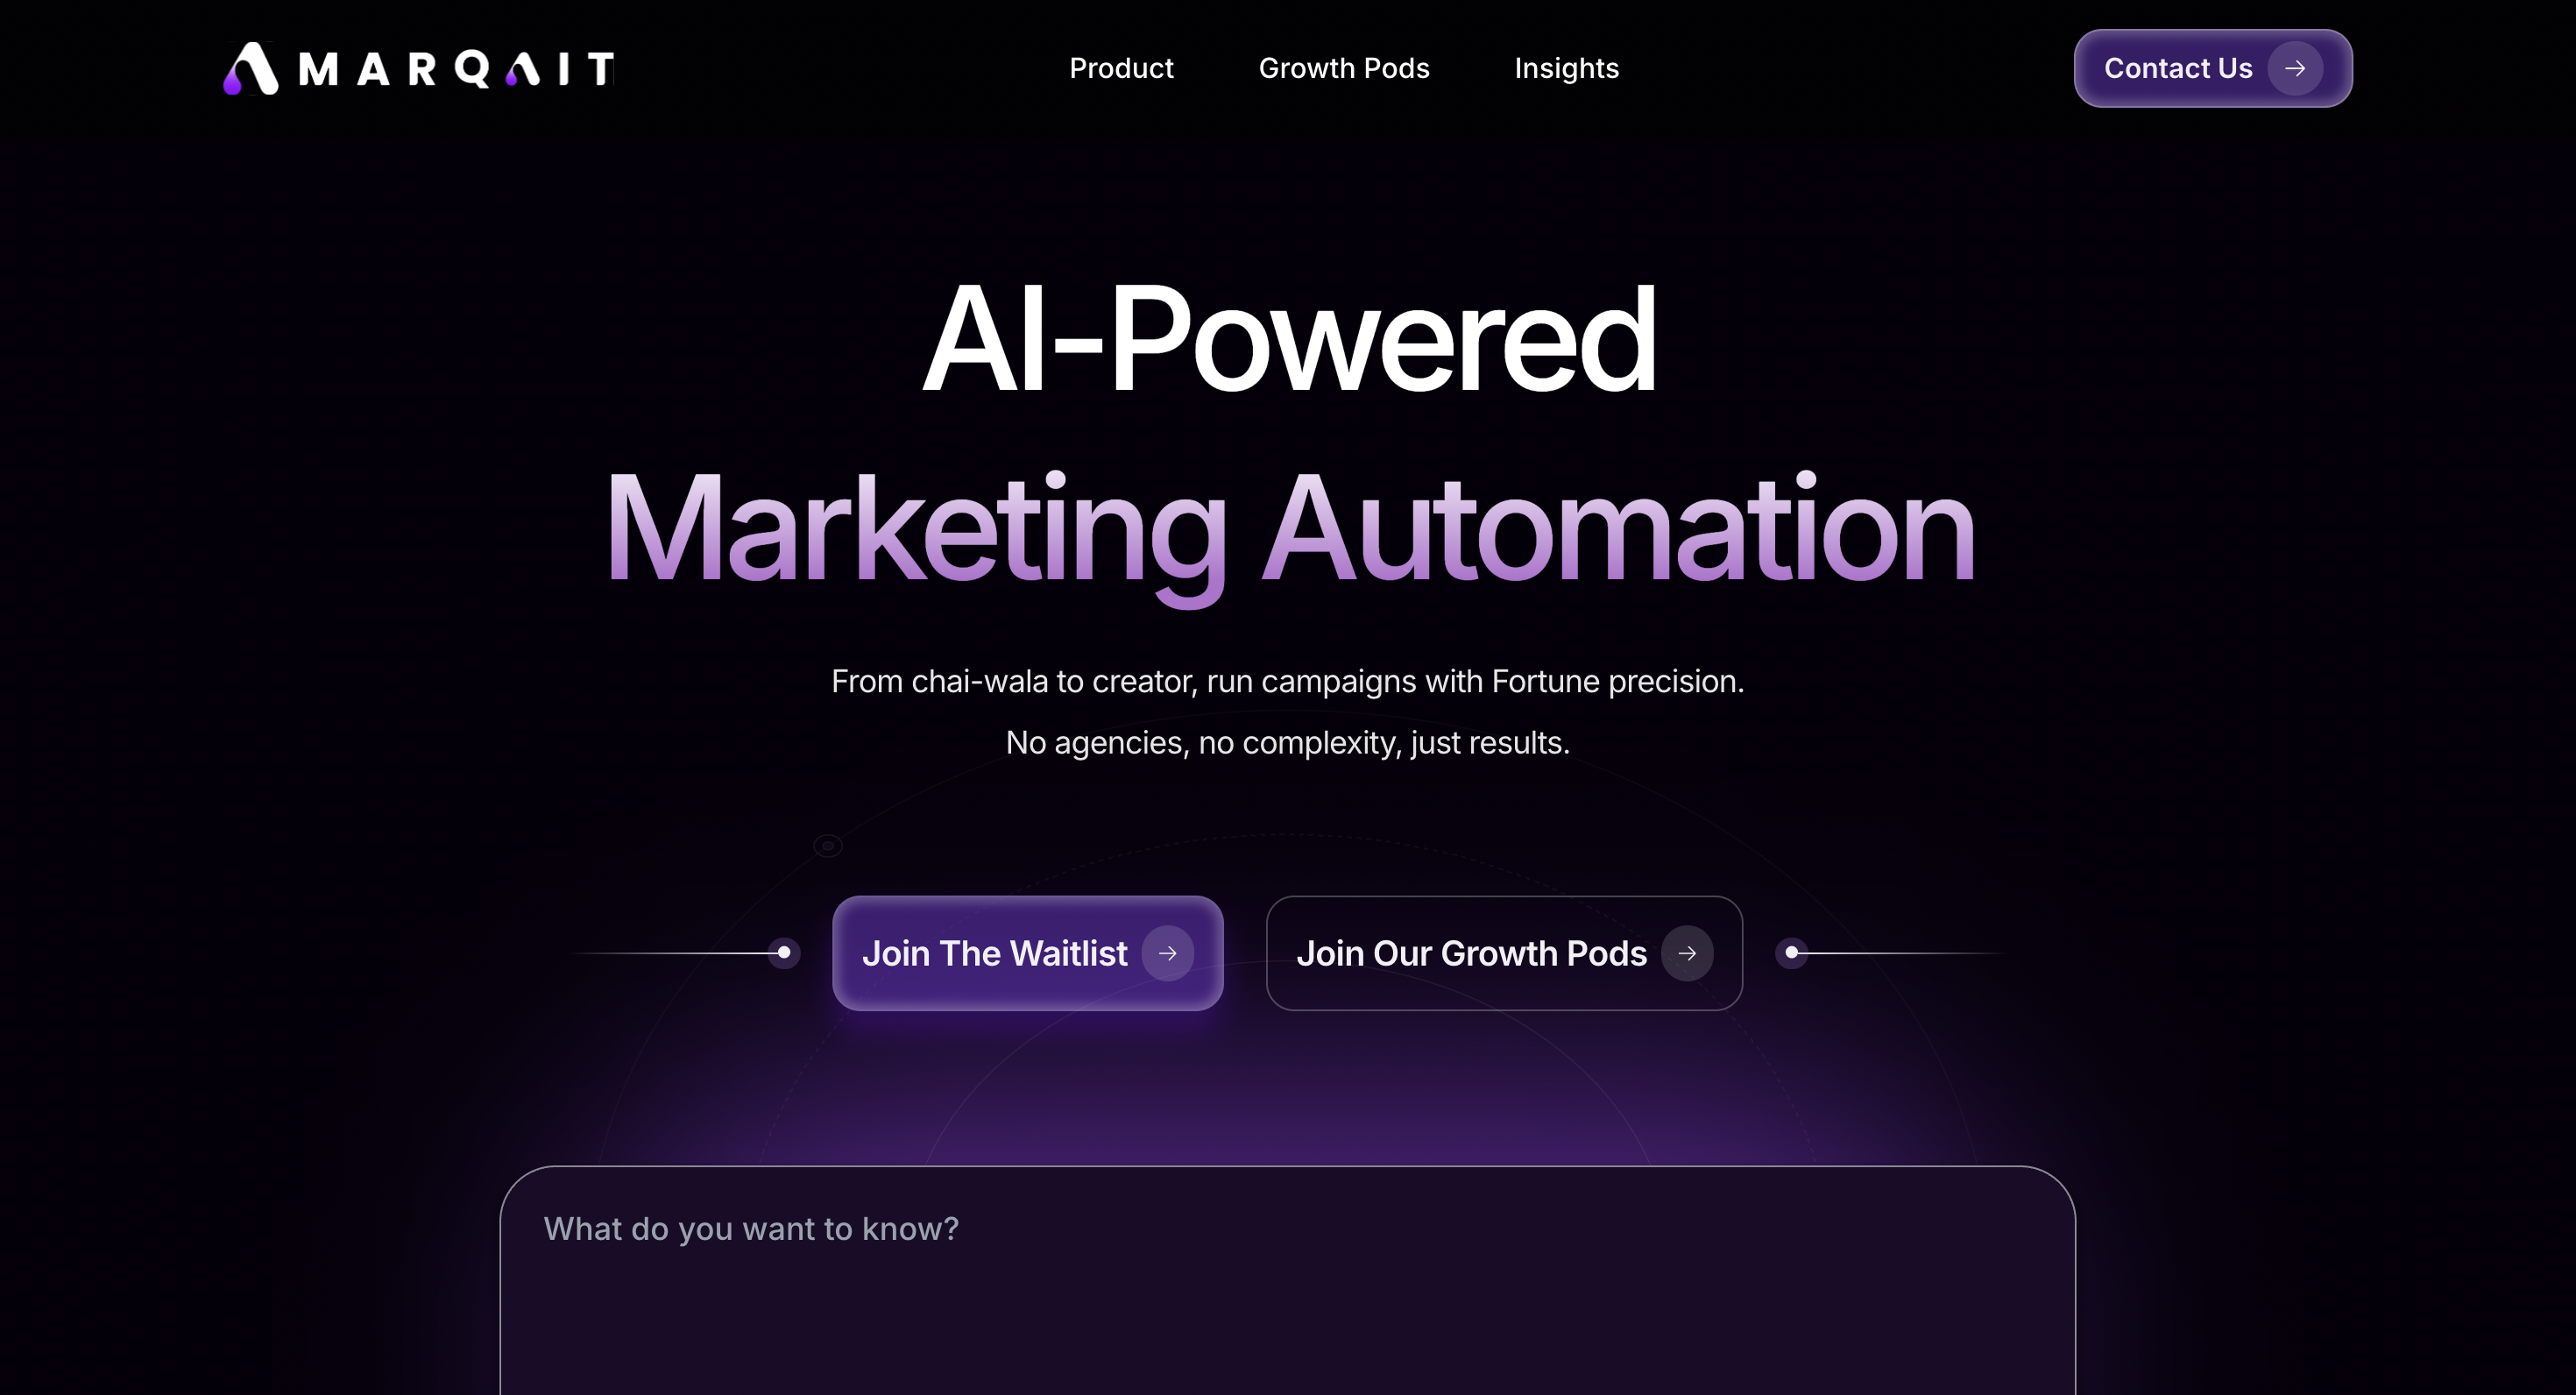 MARQAIT
Product
Growth Pods
Insights
Contact Us
AI-Powered
Marketing Automation
From chai-wala to creator, run campaigns with Fortune precision.
No agencies, no complexity, just results.
Join The Waitlist
Join Our Growth Pods
What do you want to know?